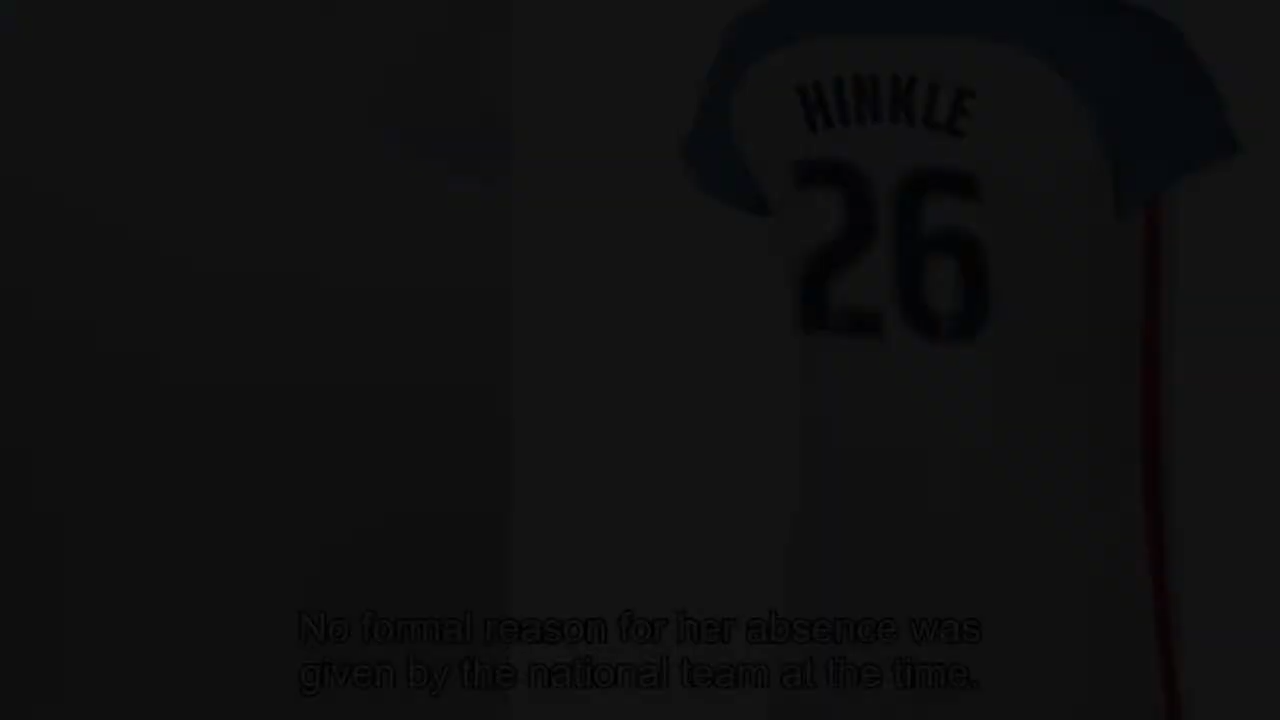 HINKLE
26
No formal reason for her absence was
given by the national team at the time.